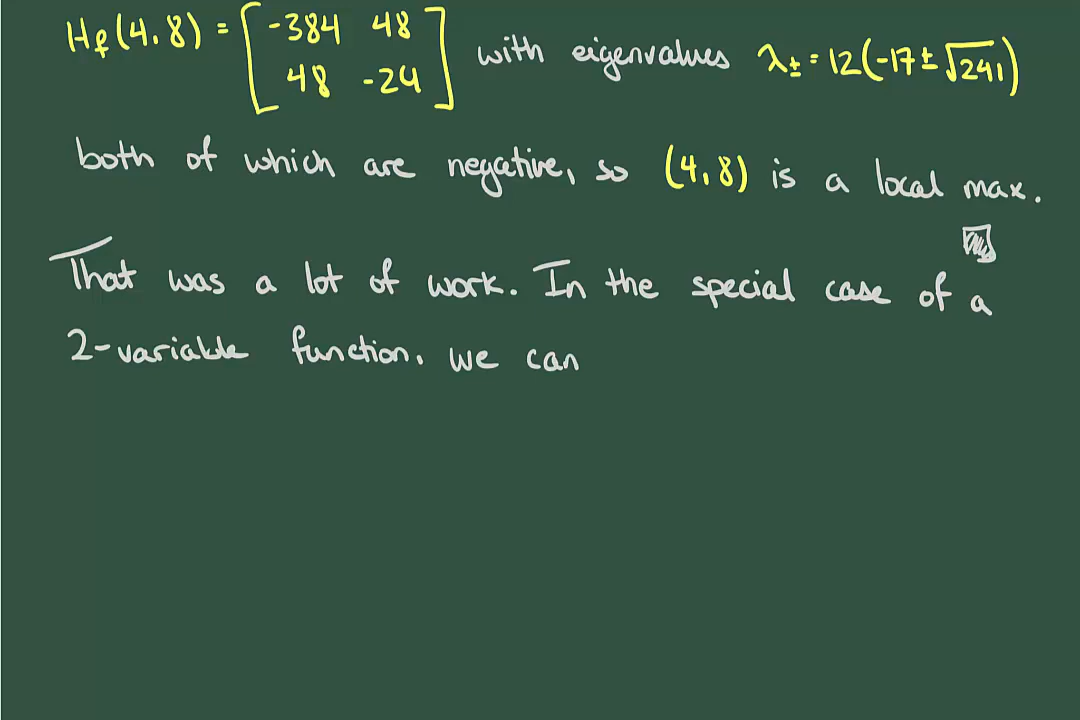 Hf(4,8) = [-384 48; 48 -24] with eigenvalues λ± = 12(-17±√241)
both of which are negative, so (4,8) is a local max.
That was a lot of work. In the special case of a
2-variable function, we can